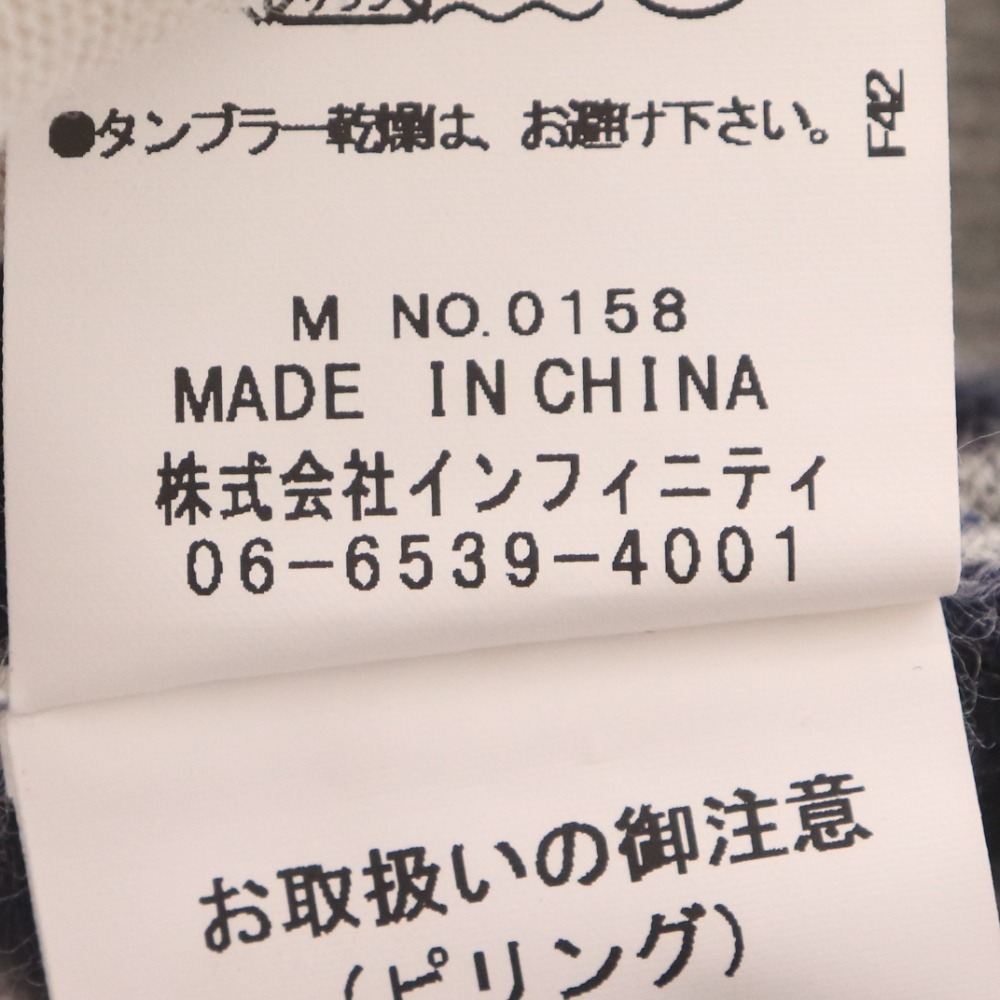 ●タンブラー乾燥は、お避け下さい。
F42
M NO.0158
MADE IN CHINA
株式会社インフィニティ
06-6539-4001
お取扱いの御注意
(ピリング)